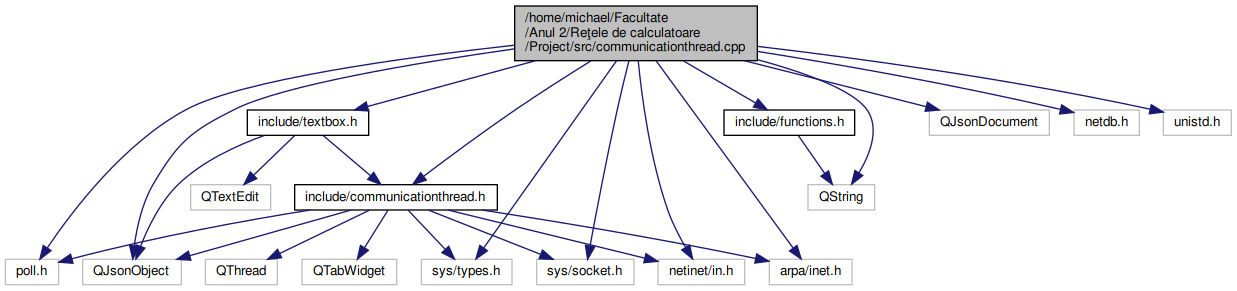 /home/michael/Facultate
/Anul 2/Reţele de calculatoare
/Project/src/communicationthread.cpp
include/textbox.h
include/functions.h
QJsonDocument
netdb.h
unistd.h
QTextEdit
include/communicationthread.h
QString
poll.h
QJsonObject
QThread
QTabWidget
sys/types.h
sys/socket.h
netinet/in.h
arpa/inet.h